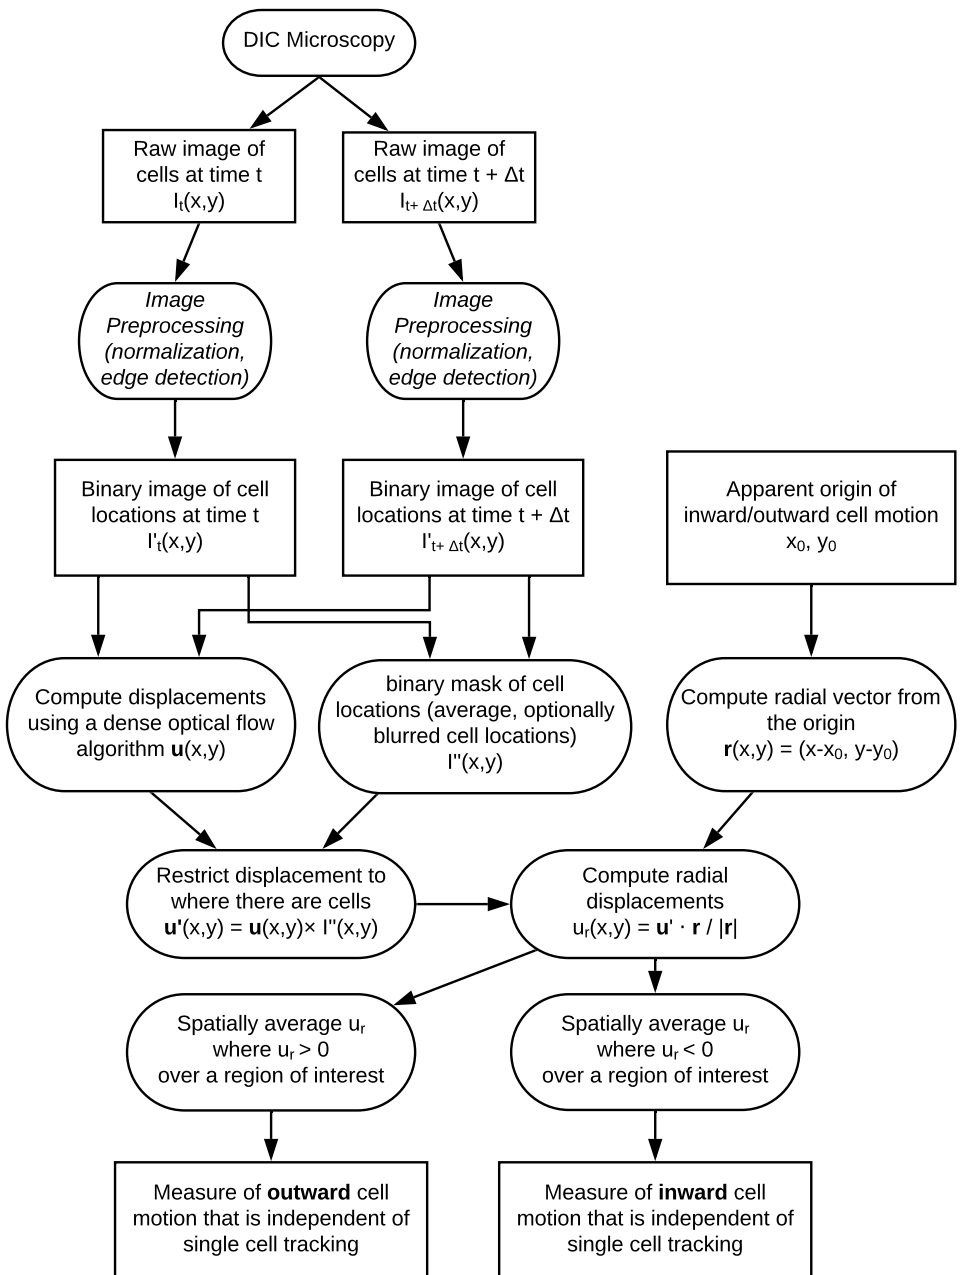 DIC Microscopy
Raw image of
cells at time t
Iₜ(x,y)
Raw image of
cells at time t + Δt
Iₜ₊ Δt(x,y)
Image
Preprocessing
(normalization,
edge detection)
Image
Preprocessing
(normalization,
edge detection)
Binary image of cell
locations at time t
I'ₜ(x,y)
Binary image of cell
locations at time t + Δt
I'ₜ₊ Δt(x,y)
Apparent origin of
inward/outward cell motion
x₀, y₀
Compute displacements
using a dense optical flow
algorithm u(x,y)
binary mask of cell
locations (average, optionally
blurred cell locations)
I"(x,y)
Compute radial vector from
the origin
r(x,y) = (x-x₀, y-y₀)
Restrict displacement to
where there are cells
u'(x,y) = u(x,y)× I"(x,y)
Compute radial
displacements
uᵣ(x,y) = u' · r / |r|
Spatially average uᵣ
where uᵣ > 0
over a region of interest
Spatially average uᵣ
where uᵣ < 0
over a region of interest
Measure of outward cell
motion that is independent of
single cell tracking
Measure of inward cell
motion that is independent of
single cell tracking